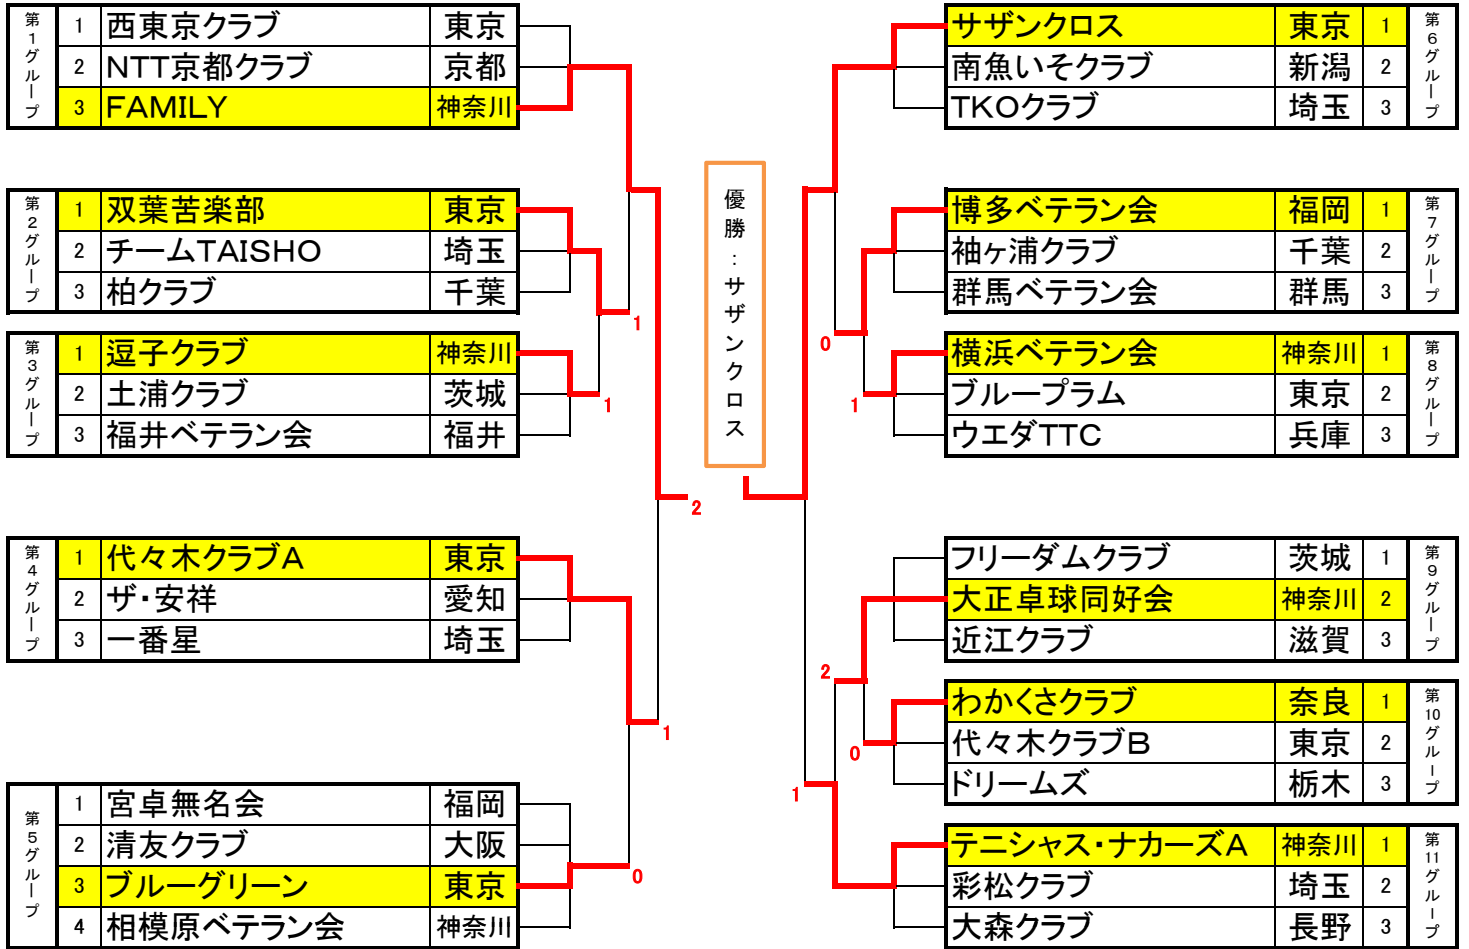 第1グループ
1 西東京クラブ 東京
2 NTT京都クラブ 京都
3 FAMILY 神奈川
第2グループ
1 双葉苦楽部 東京
2 チームTAISHO 埼玉
3 柏クラブ 千葉
1
第3グループ
1 逗子クラブ 神奈川
2 土浦クラブ 茨城
3 福井ベテラン会 福井
1
2
第4グループ
1 代々木クラブA 東京
2 ザ・安祥 愛知
3 一番星 埼玉
1
第5グループ
1 宮卓無名会 福岡
2 清友クラブ 大阪
3 ブルーグリーン 東京
4 相模原ベテラン会 神奈川
0
優勝:サザンクロス
サザンクロス 東京 1
南魚いそクラブ 新潟 2
TKOクラブ 埼玉 3
第6グループ
博多ベテラン会 福岡 1
袖ヶ浦クラブ 千葉 2
群馬ベテラン会 群馬 3
第7グループ
0
横浜ベテラン会 神奈川 1
ブループラム 東京 2
ウエダTTC 兵庫 3
第8グループ
1
フリーダムクラブ 茨城 1
大正卓球同好会 神奈川 2
近江クラブ 滋賀 3
第9グループ
2
わかくさクラブ 奈良 1
代々木クラブB 東京 2
ドリームズ 栃木 3
第10グループ
0
1
テニシャス・ナカーズA 神奈川 1
彩松クラブ 埼玉 2
大森クラブ 長野 3
第11グループ